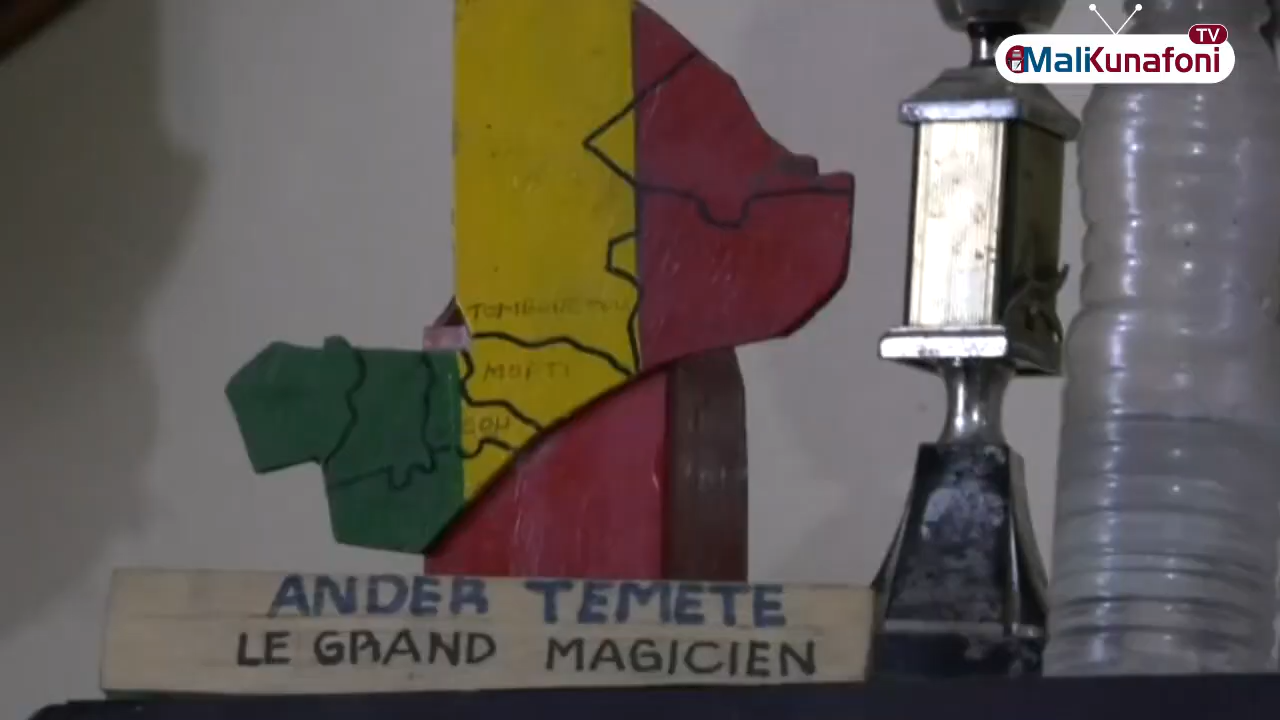 TV
MaliKunafoni
TOMBOUCTOU
MOPTI
ANDER TEMETE
LE GRAND MAGICIEN